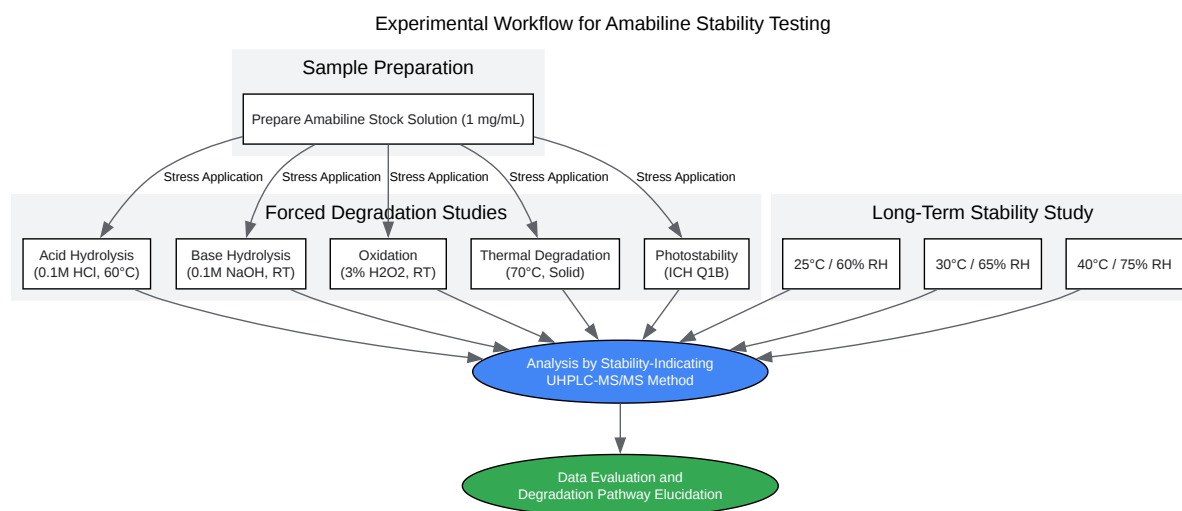 Experimental Workflow for Amabiline Stability Testing
Sample Preparation
Prepare Amabiline Stock Solution (1 mg/mL)
Stress Application
Stress Application
Stress Application
Stress Application
Stress Application
Forced Degradation Studies
Long-Term Stability Study
Acid Hydrolysis
(0.1M HCl, 60°C)
Base Hydrolysis
(0.1M NaOH, RT)
Oxidation
(3% H2O2, RT)
Thermal Degradation
(70°C, Solid)
Photostability
(ICH Q1B)
25°C / 60% RH
30°C / 65% RH
40°C / 75% RH
Analysis by Stability-Indicating
UHPLC-MS/MS Method
Data Evaluation and
Degradation Pathway Elucidation